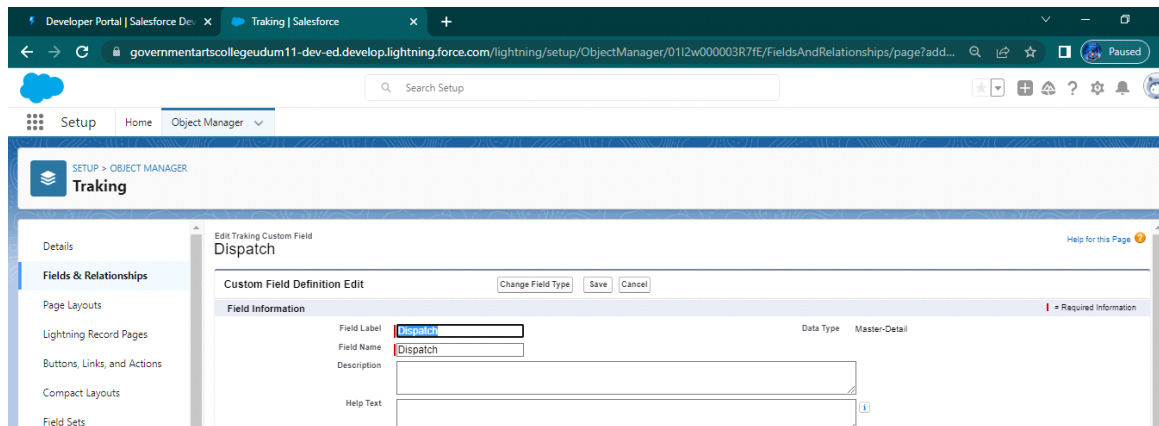 Developer Portal | Salesforce Dev
Traking | Salesforce
governmentartscollegeudum11-dev-ed.develop.lightning.force.com/lightning/setup/ObjectManager/01I2w000003R7fE/FieldsAndRelationships/page?add...
Paused
Search Setup
Setup Home Object Manager
SETUP > OBJECT MANAGER
Traking
Details
Fields & Relationships
Page Layouts
Lightning Record Pages
Buttons, Links, and Actions
Compact Layouts
Field Sets
Edit Traking Custom Field
Dispatch
Help for this Page
Custom Field Definition Edit Change Field Type Save Cancel
Field Information = Required Information
Field Label Dispatch Data Type Master-Detail
Field Name Dispatch
Description
Help Text